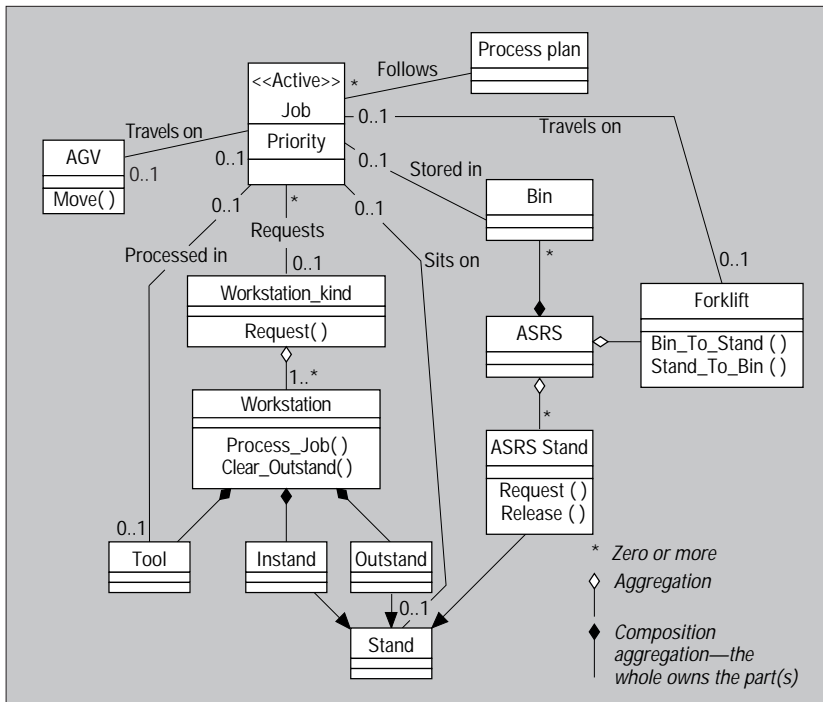 Process plan
<<Active>>
Job
Priority
Follows
*
0..1
Travels on
Travels on
AGV
Move( )
0..1
0..1
0..1
Stored in
Bin
0..1
*
0..1
Requests
Processed in
Sits on
0..1
*
0..1
Workstation_kind
Request( )
ASRS
Forklift
Bin_To_Stand ( )
Stand_To_Bin ( )
1..*
*
Workstation
Process_Job( )
Clear_Outstand( )
ASRS Stand
Request ( )
Release ( )
0..1
Tool
Instand
Outstand
0..1
Stand
* Zero or more
Aggregation
Composition
aggregation—the
whole owns the part(s)